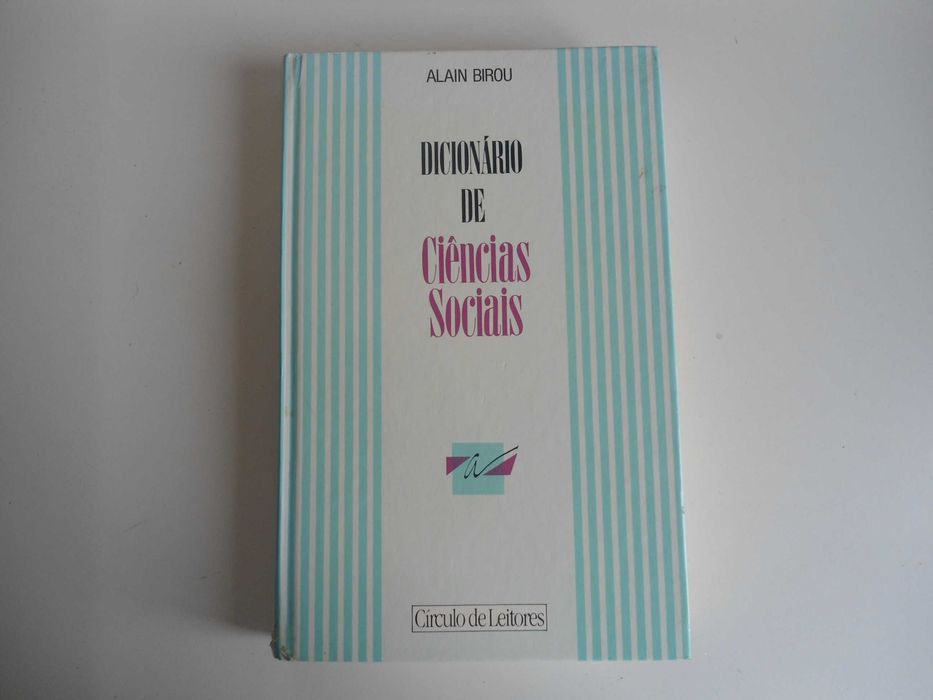 ALAIN BIROU
DICIONÁRIO
DE
Ciências
Sociais
a
Círculo de Leitores